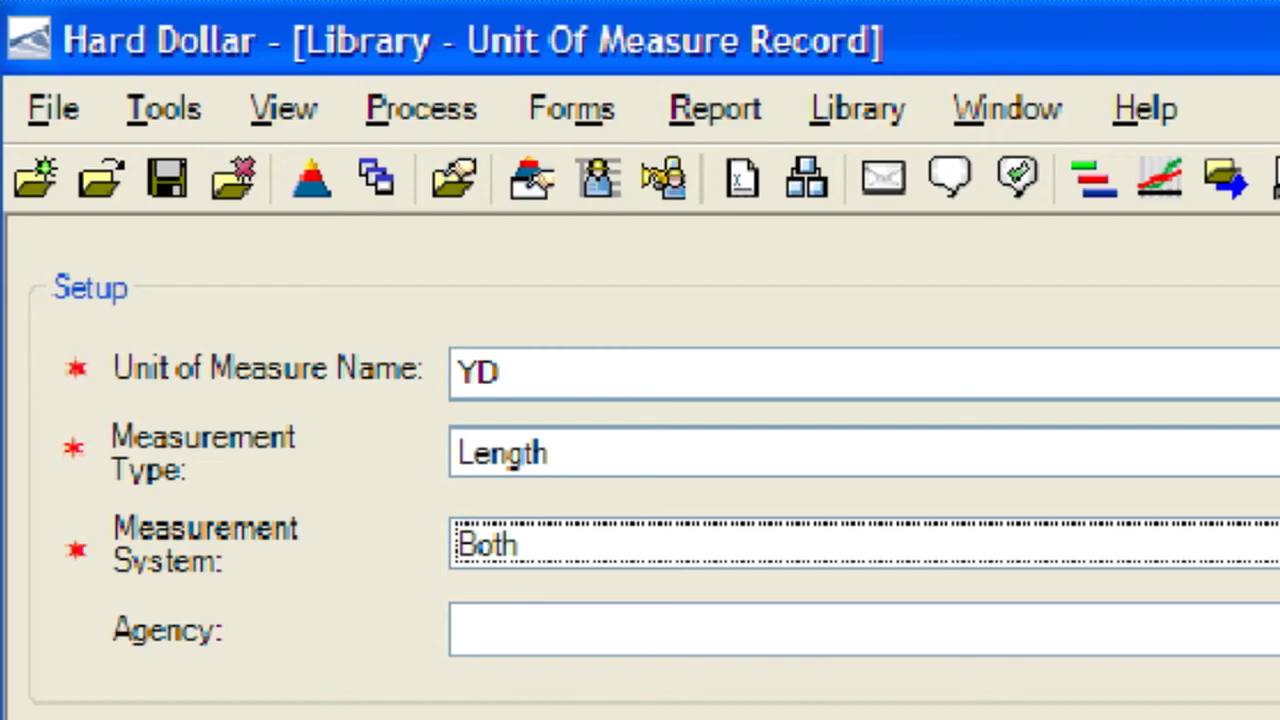 Hard Dollar - [Library - Unit Of Measure Record]
File Tools View Process Forms Report Library Window Help
Setup
* Unit of Measure Name: YD
* Measurement Type: Length
* Measurement System: Both
Agency: